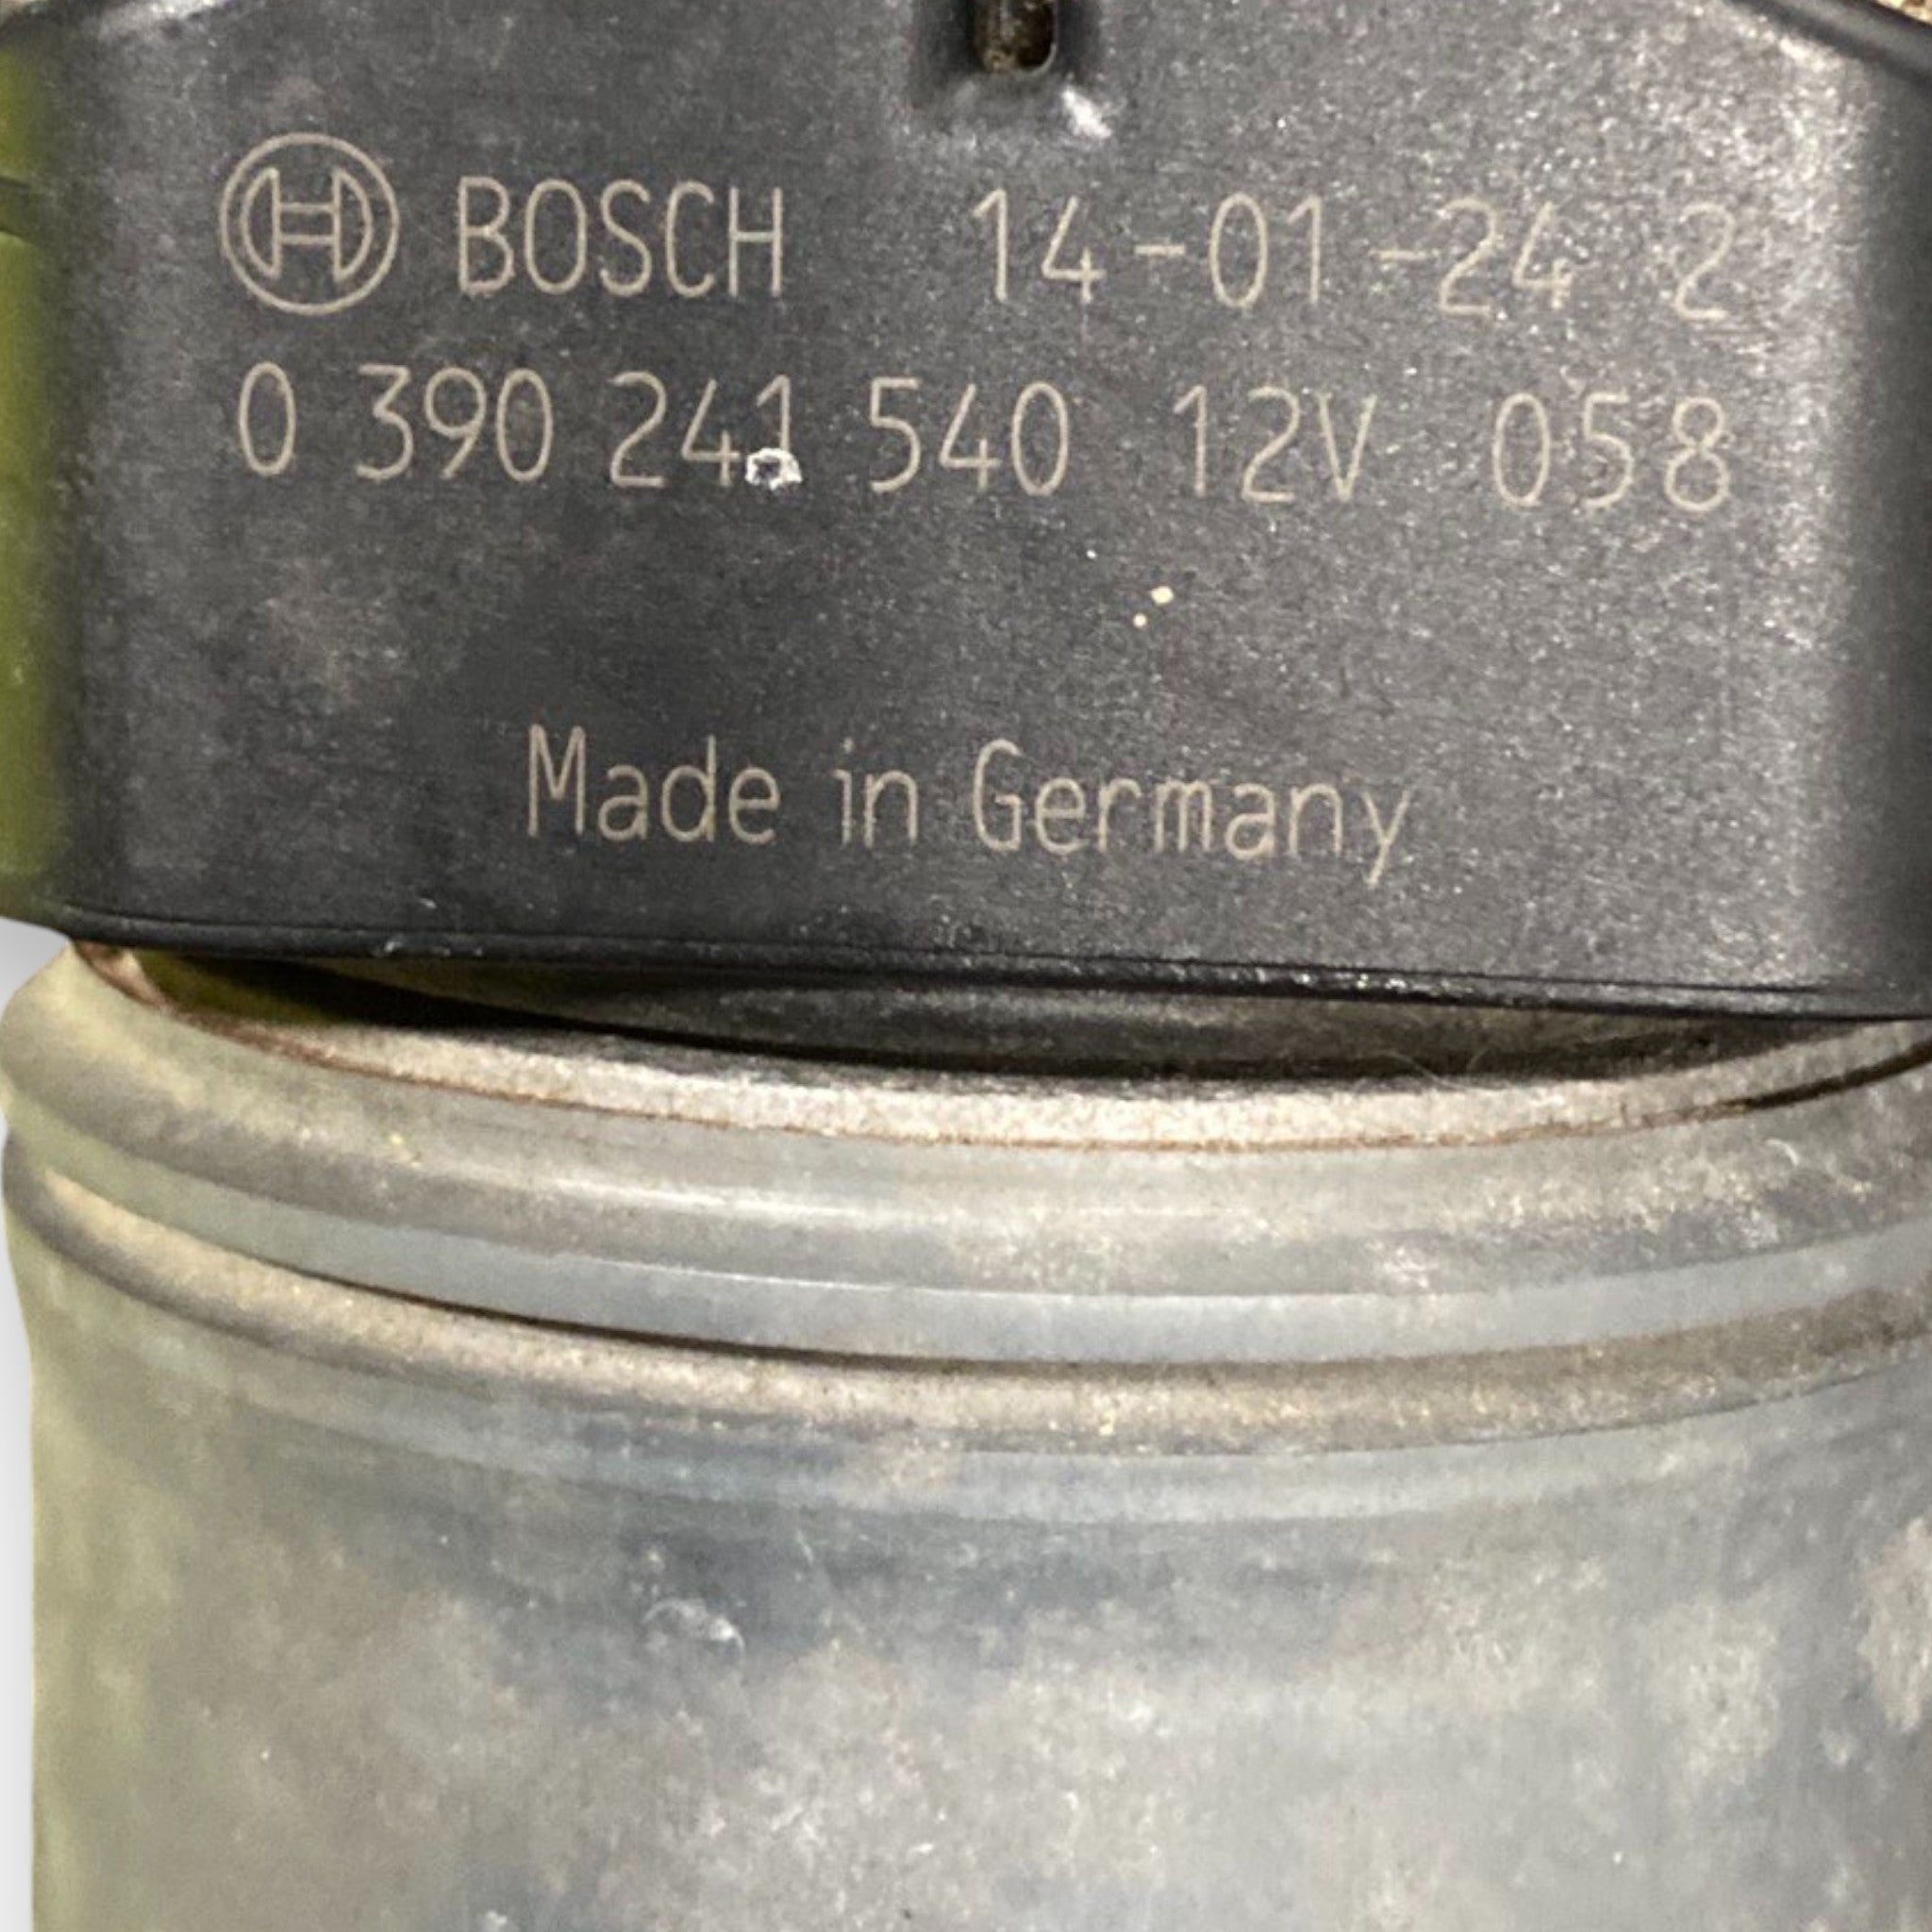 BOSCH 14-01-24 2
0 390 241 540 12V 058
Made in Germany